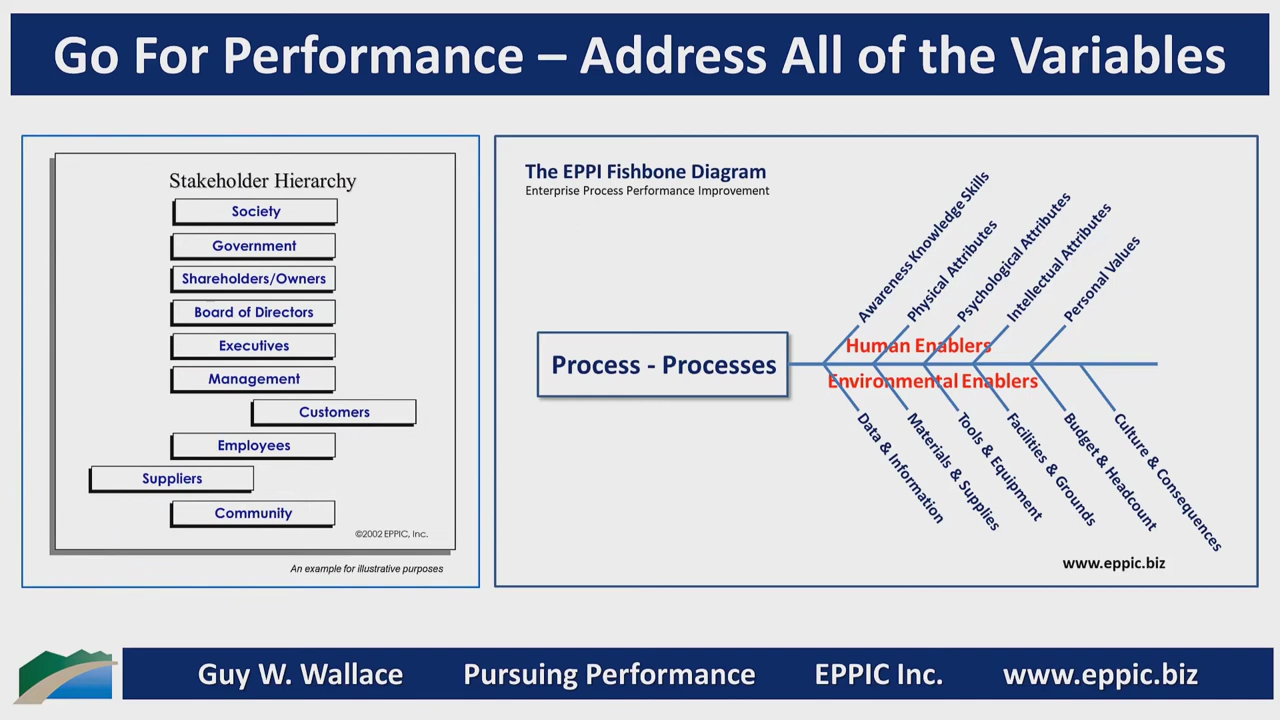 Go For Performance – Address All of the Variables
Stakeholder Hierarchy
Society
Government
Shareholders/Owners
Board of Directors
Executives
Management
Customers
Employees
Suppliers
Community
©2002 EPPIC, Inc.
An example for illustrative purposes
The EPPI Fishbone Diagram
Enterprise Process Performance Improvement
Awareness Knowledge Skills
Physical Attributes
Psychological Attributes
Intellectual Attributes
Personal Values
Human Enablers
Process - Processes
Environmental Enablers
Data & Information
Materials & Supplies
Tools & Equipment
Facilities & Grounds
Budget & Headcount
Culture & Consequences
www.eppic.biz
Guy W. Wallace Pursuing Performance EPPIC Inc. www.eppic.biz